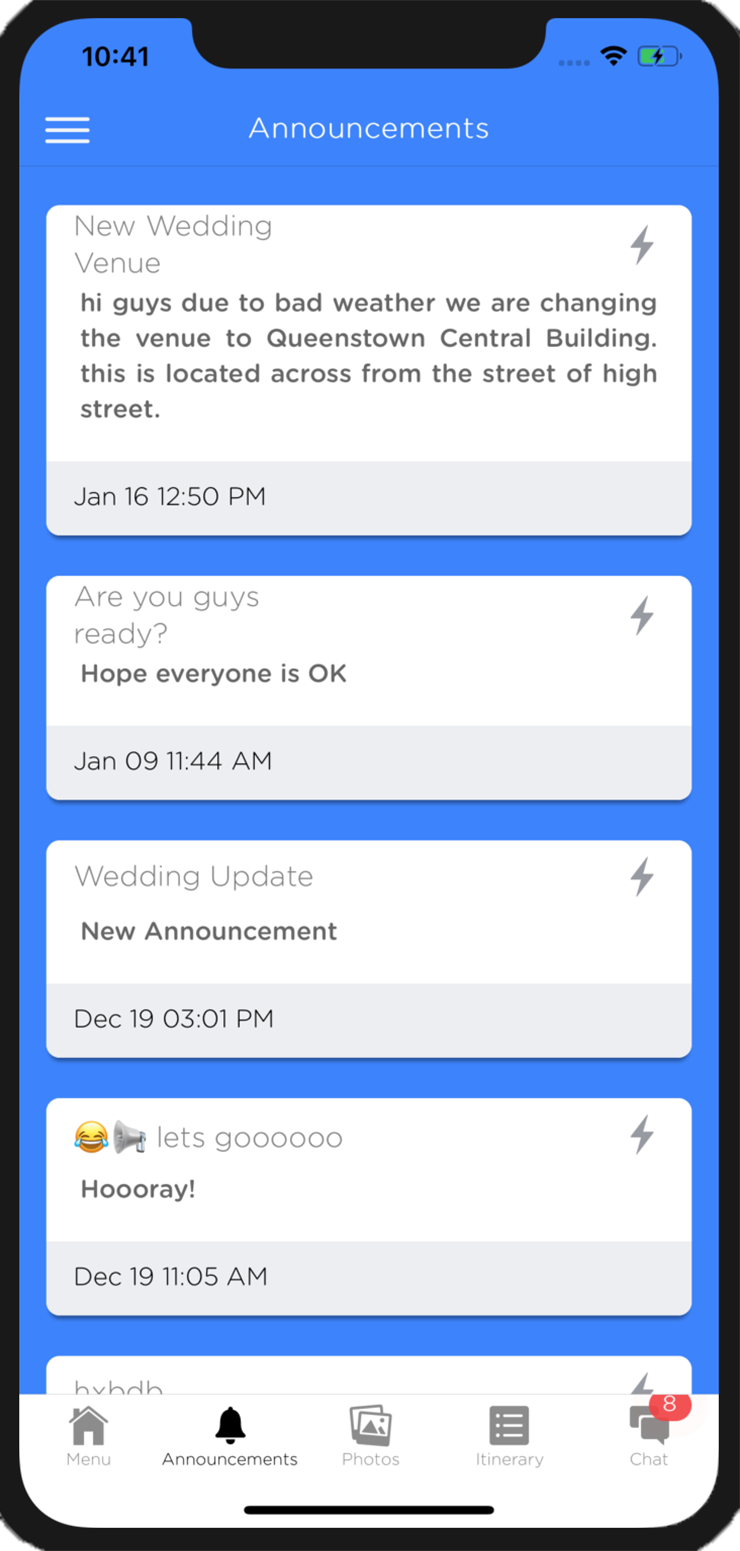 10:41
Announcements
New Wedding
Venue
hi guys due to bad weather we are changing
the venue to Queenstown Central Building.
this is located across from the street of high
street.
Jan 16 12:50 PM
Are you guys
ready?
Hope everyone is OK
Jan 09 11:44 AM
Wedding Update
New Announcement
Dec 19 03:01 PM
😂📢 lets goooooo
Hoooray!
Dec 19 11:05 AM
hxbdb
8
Menu Announcements Photos Itinerary Chat